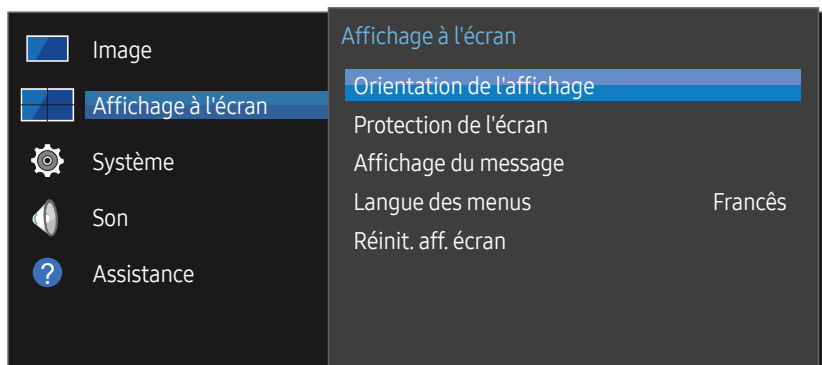 Image
Affichage à l'écran
Système
Son
?
Assistance
Affichage à l'écran
Orientation de l'affichage
Protection de l'écran
Affichage du message
Langue des menus Francês
Réinit. aff. écran